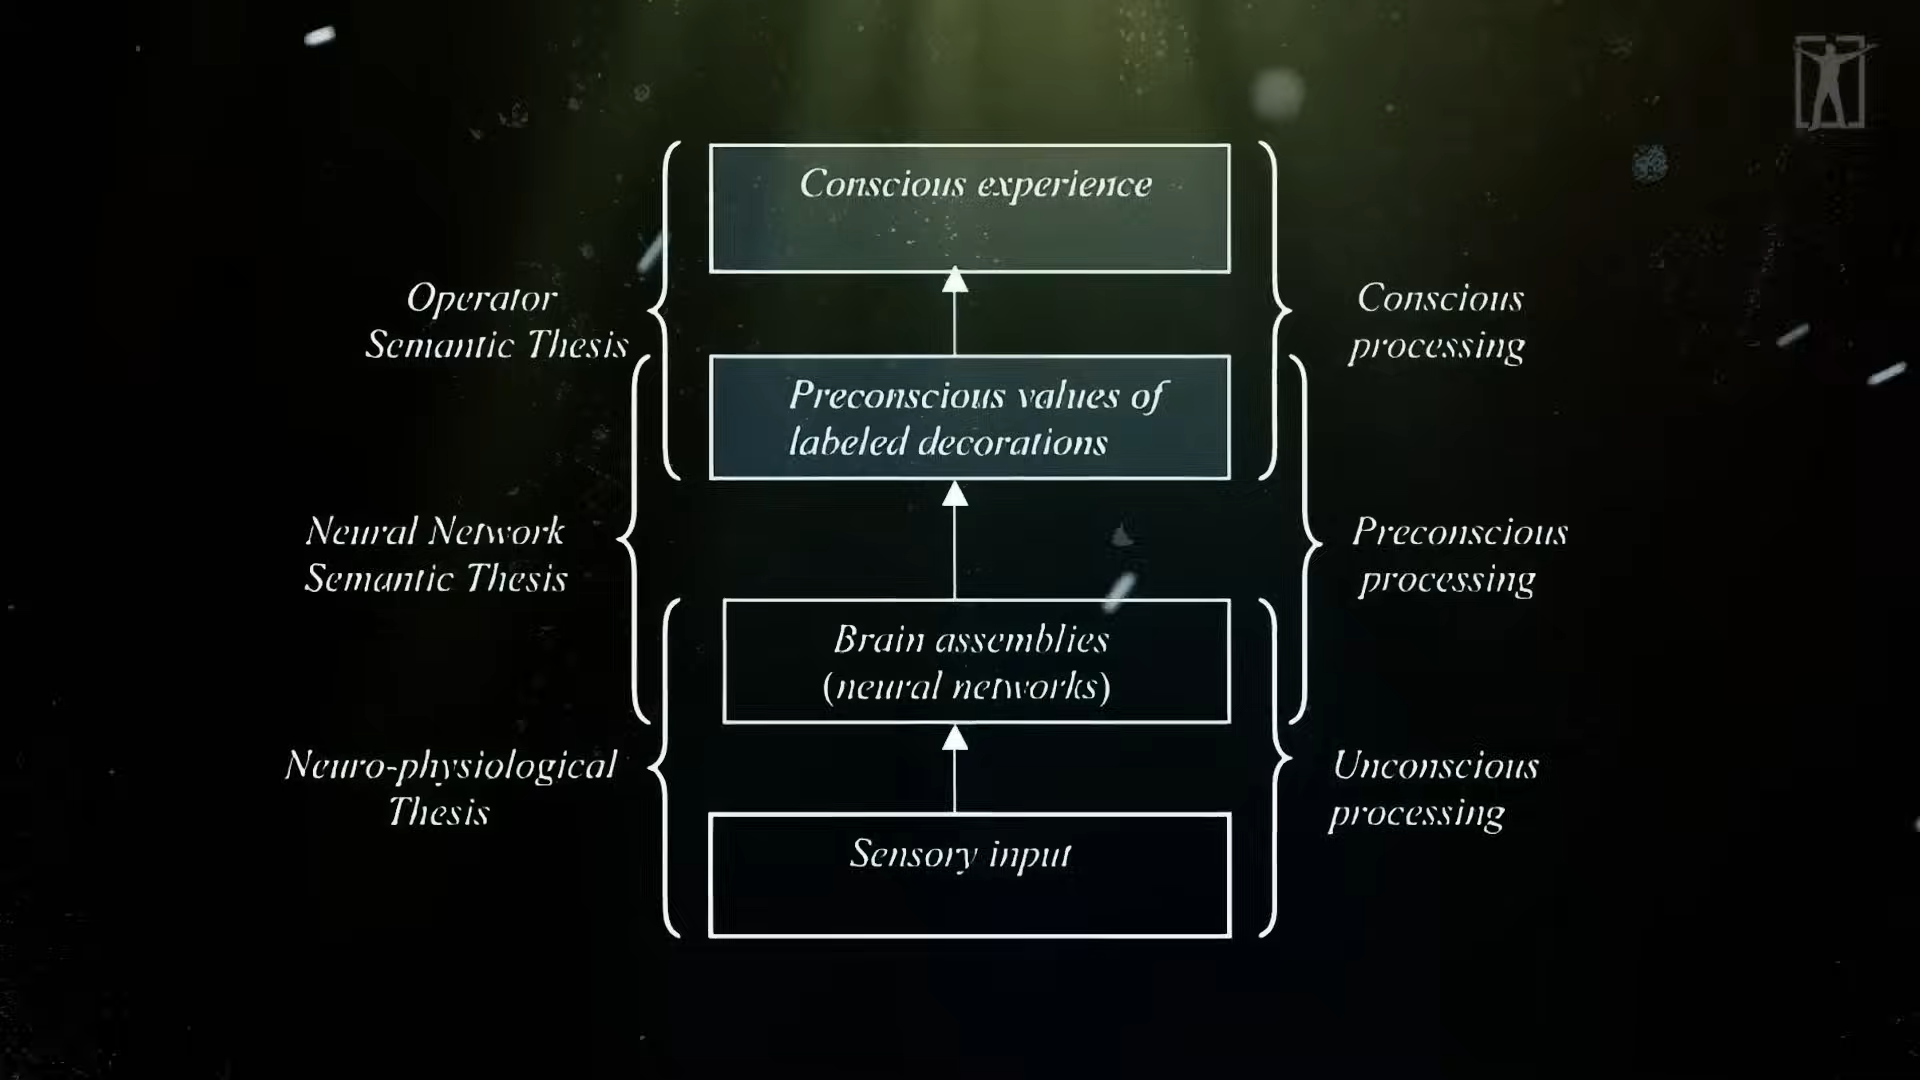 Conscious experience
Operator
Semantic Thesis
Conscious
processing
Preconscious values of
labeled decorations
Neural Network
Semantic Thesis
Preconscious
processing
Brain assemblies
(neural networks)
Neuro-physiological
Thesis
Unconscious
processing
Sensory input